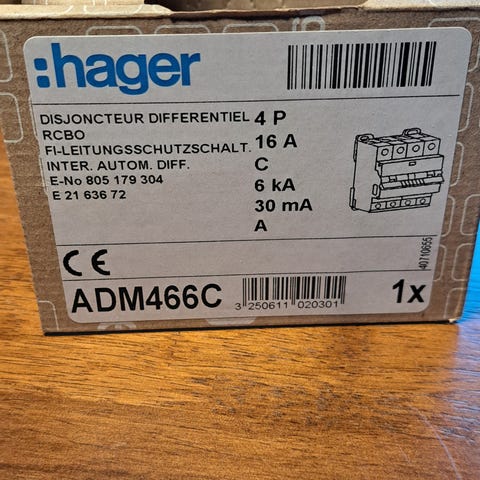 :hager
DISJONCTEUR DIFFERENTIEL 4 P
RCBO 16 A
FI-LEITUNGSSCHUTZSCHALT. C
INTER. AUTOM. DIFF. 6 kA
E-No 805 179 304 30 mA
E 21 636 72 A
40710655
CE
ADM466C 3 250611 020301 1x